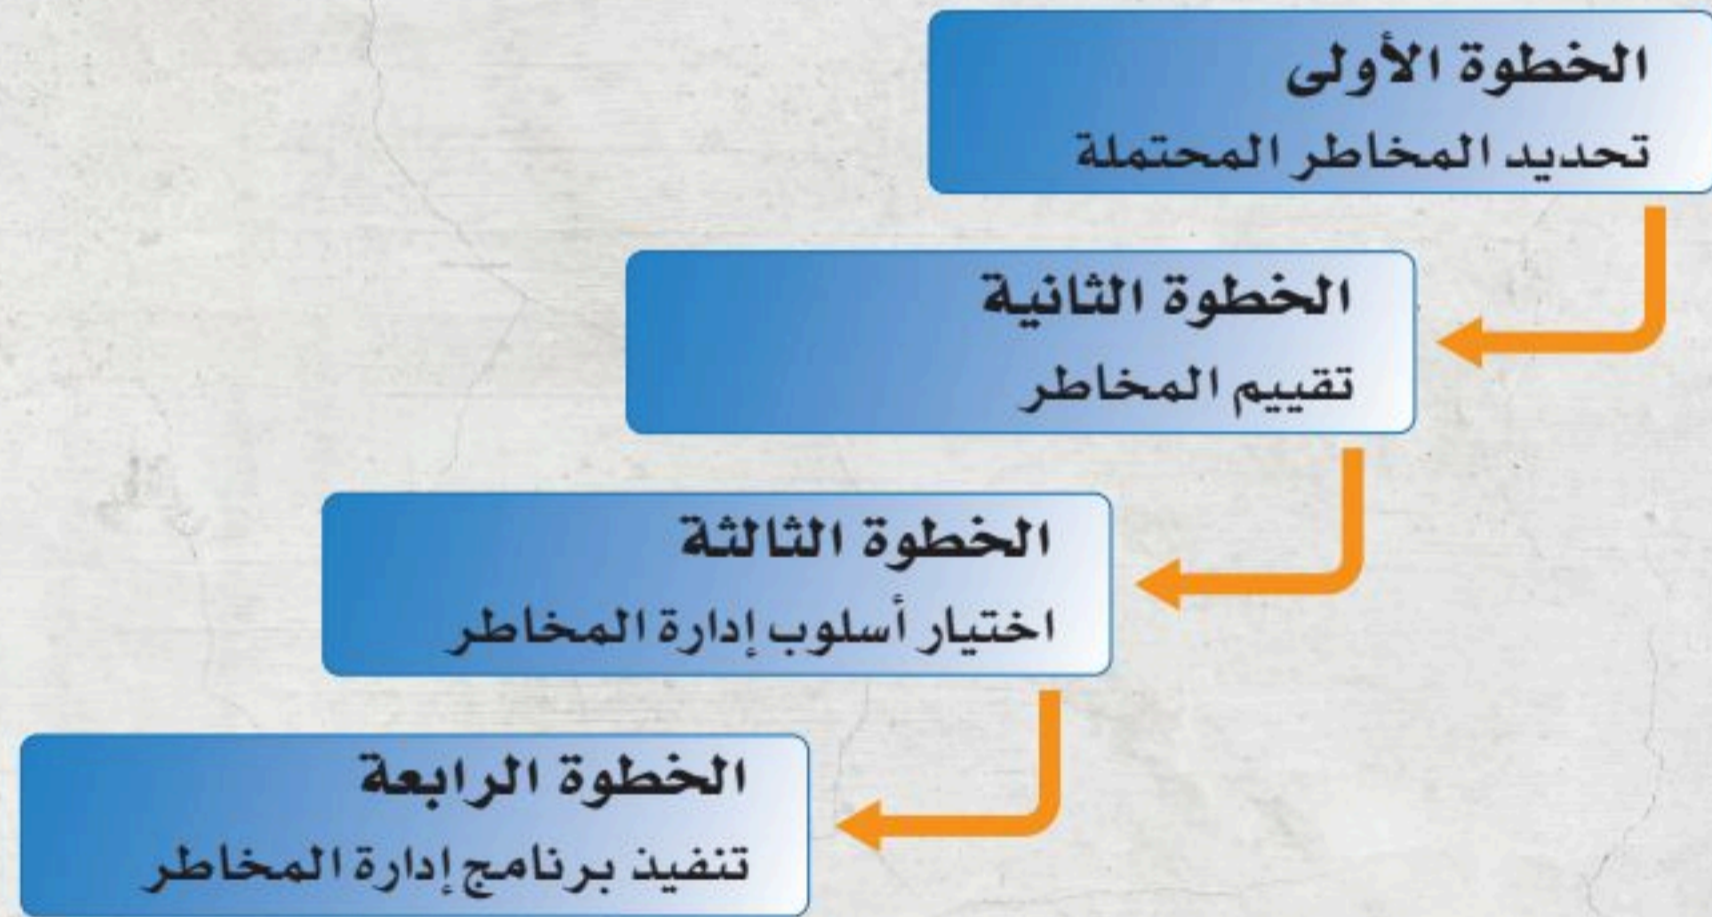 الخطوة الأولى
تحديد المخاطر المحتملة
الخطوة الثانية
تقييم المخاطر
الخطوة الثالثة
اختيار أسلوب إدارة المخاطر
الخطوة الرابعة
تنفيذ برنامج إدارة المخاطر